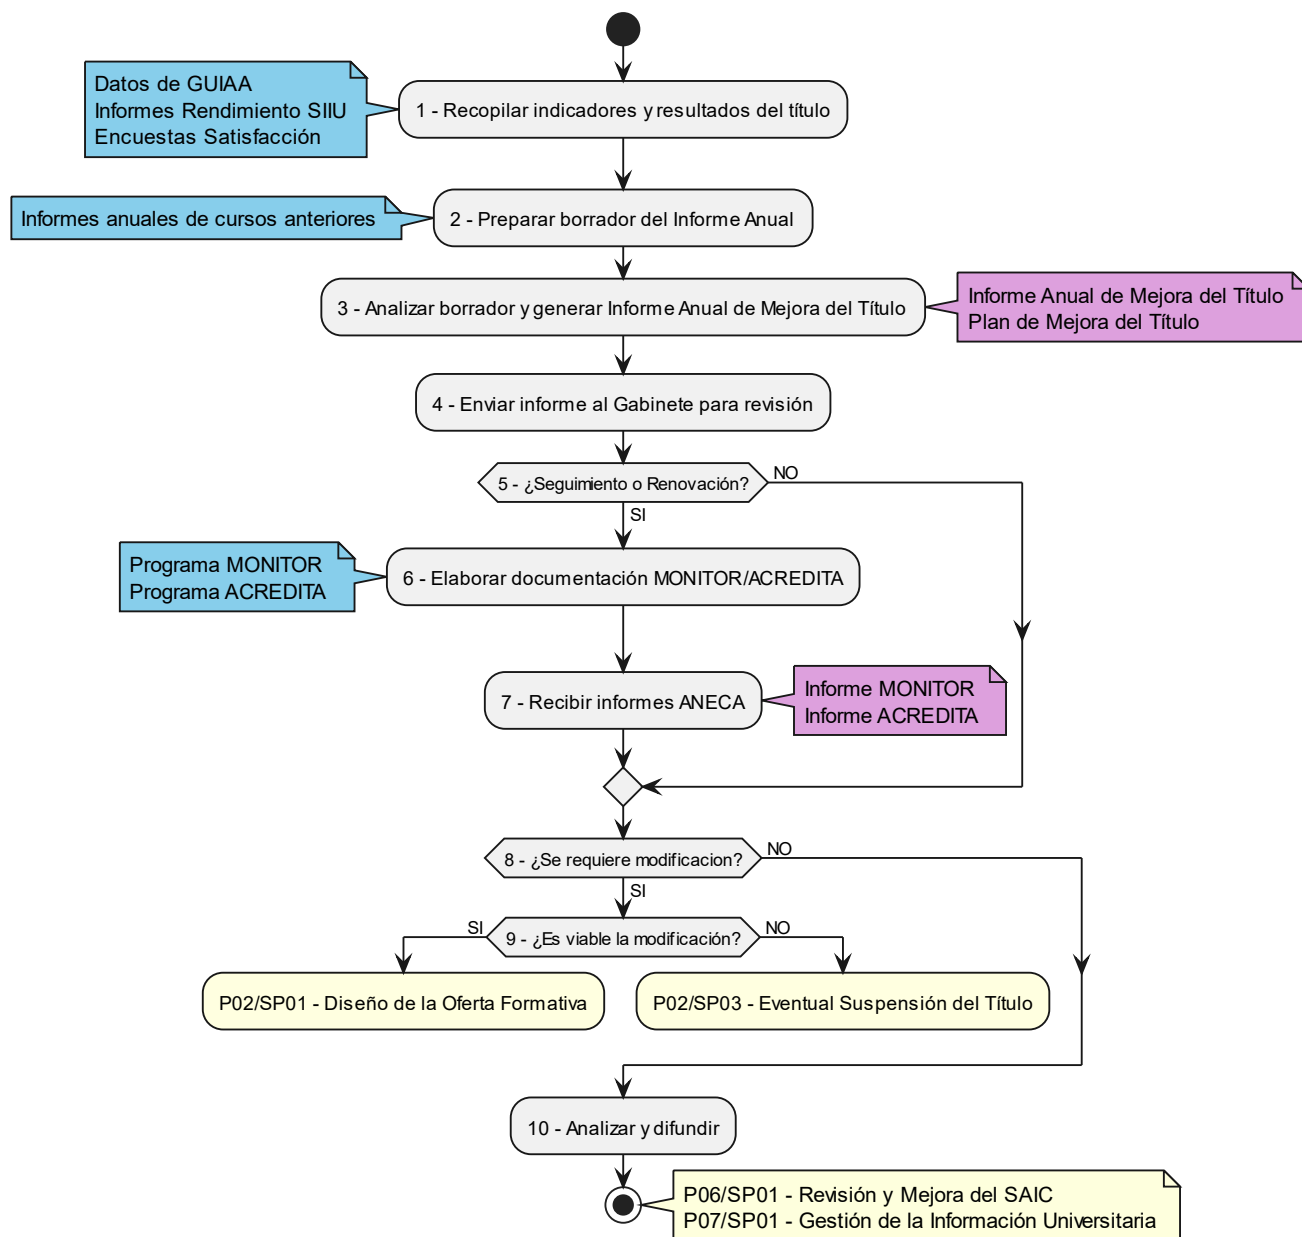 Datos de GUIAA
Informes Rendimiento SIIU
Encuestas Satisfacción
1 - Recopilar indicadores y resultados del título
Informes anuales de cursos anteriores
2 - Preparar borrador del Informe Anual
3 - Analizar borrador y generar Informe Anual de Mejora del Título
Informe Anual de Mejora del Título
Plan de Mejora del Título
4 - Enviar informe al Gabinete para revisión
5 - ¿Seguimiento o Renovación?
NO
SI
Programa MONITOR
Programa ACREDITA
6 - Elaborar documentación MONITOR/ACREDITA
7 - Recibir informes ANECA
Informe MONITOR
Informe ACREDITA
8 - ¿Se requiere modificacion?
NO
SI
SI
9 - ¿Es viable la modificación?
NO
P02/SP01 - Diseño de la Oferta Formativa
P02/SP03 - Eventual Suspensión del Título
10 - Analizar y difundir
P06/SP01 - Revisión y Mejora del SAIC
P07/SP01 - Gestión de la Información Universitaria